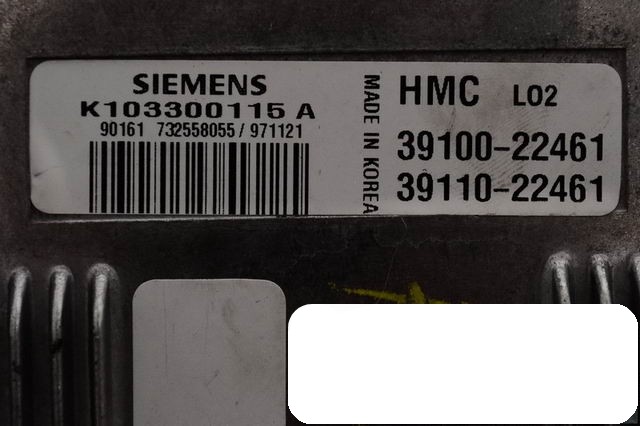 SIEMENS
K103300115 A
90161 732558055 / 971121
MADE IN KOREA
HMC L02
39100-22461
39110-22461